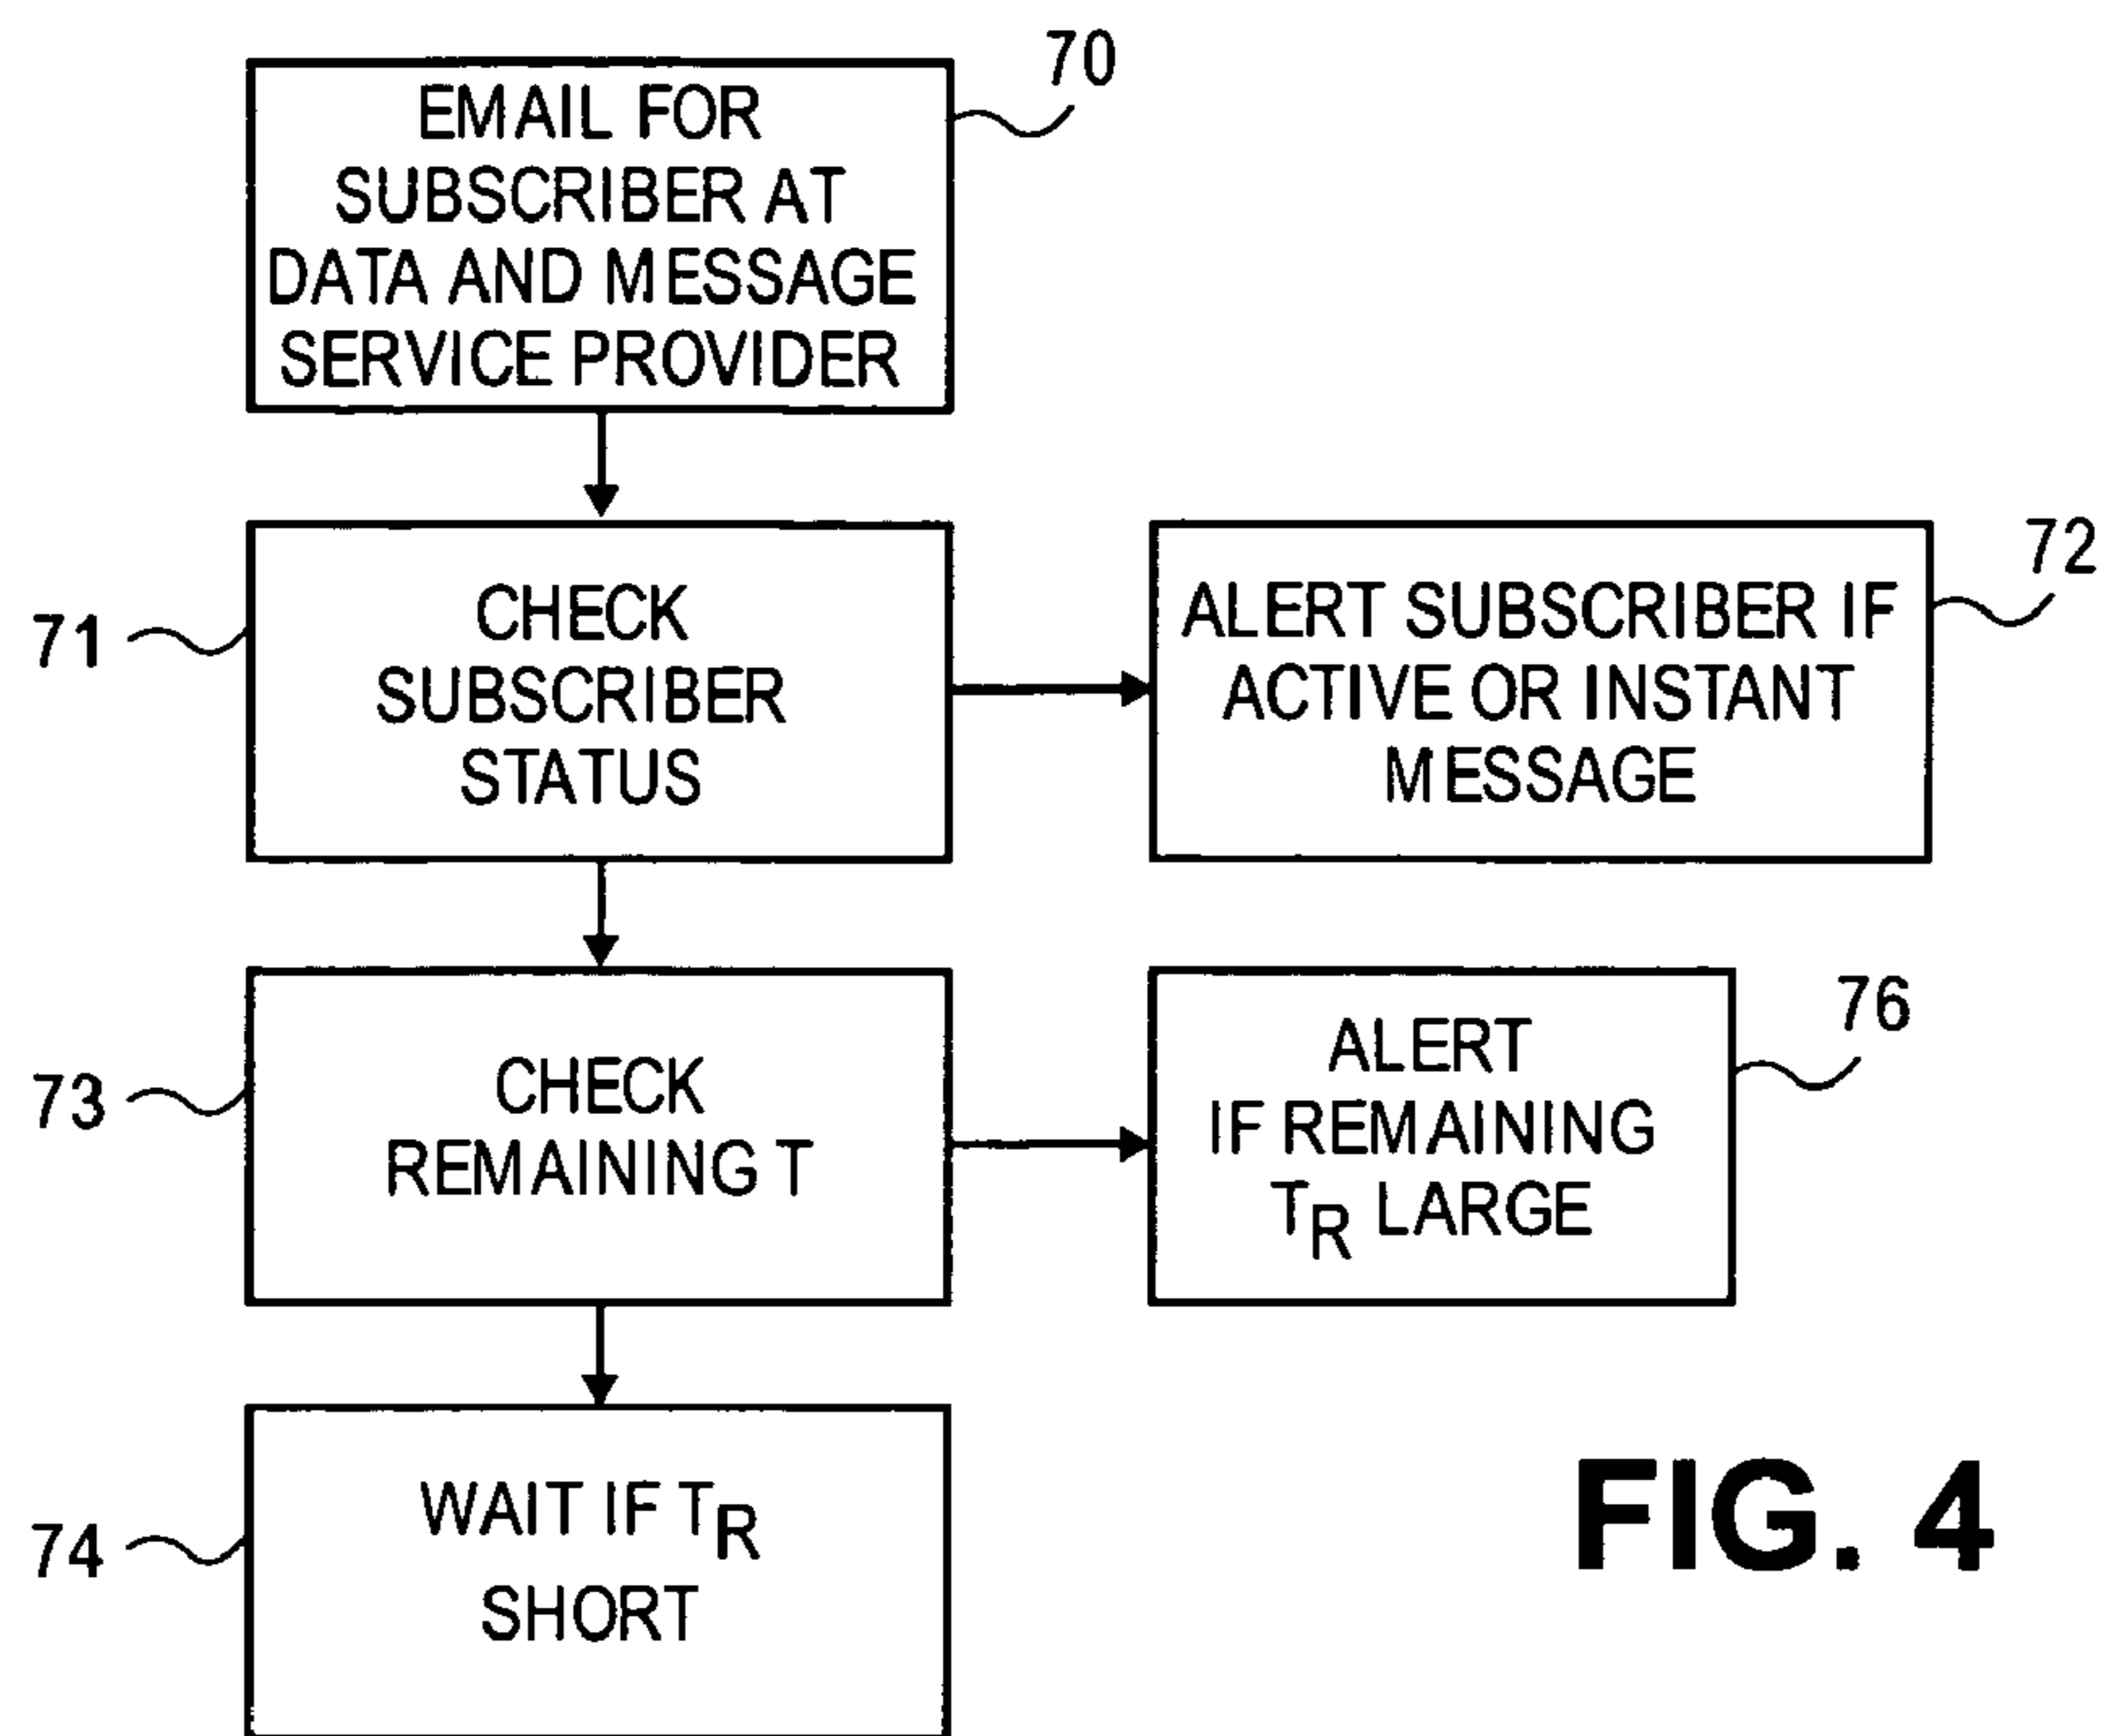 70
EMAIL FOR
SUBSCRIBER AT
DATA AND MESSAGE
SERVICE PROVIDER
71
CHECK
SUBSCRIBER
STATUS
72
ALERT SUBSCRIBER IF
ACTIVE OR INSTANT
MESSAGE
73
CHECK
REMAINING T
76
ALERT
IF REMAINING
TR LARGE
74
WAIT IF TR
SHORT
FIG. 4